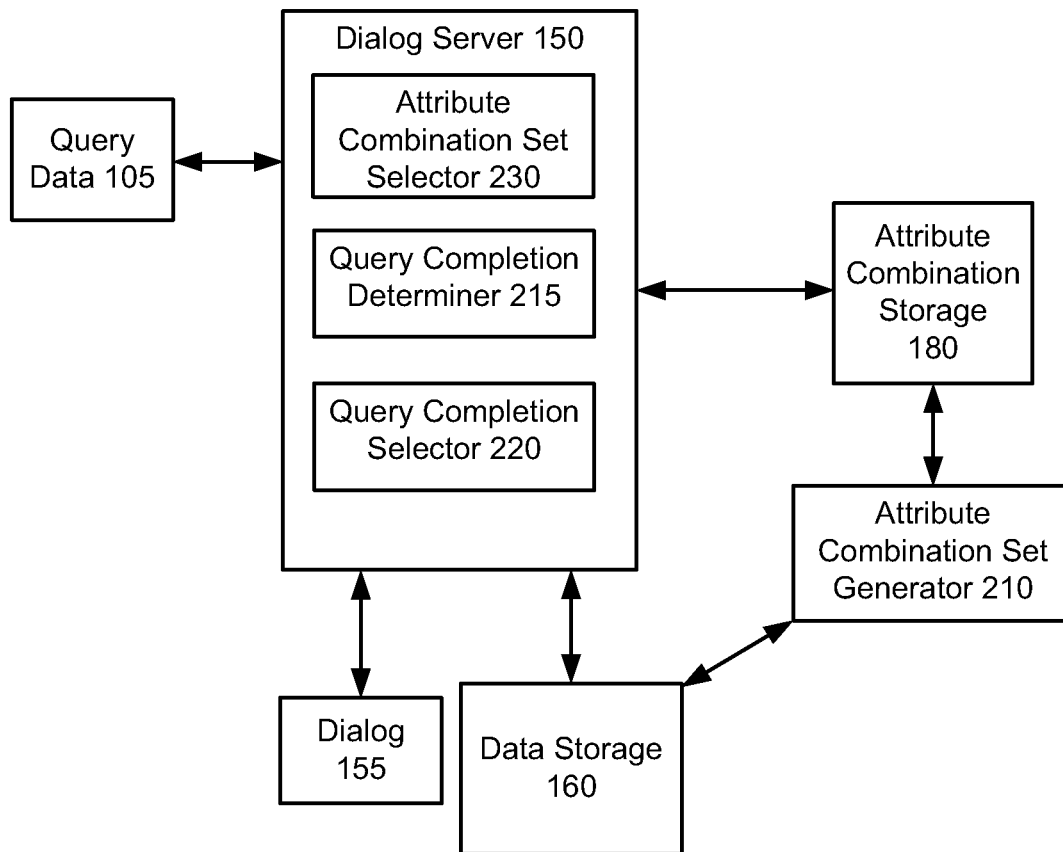 Dialog Server 150
Attribute
Combination Set
Selector 230
Query
Data 105
Query Completion
Determiner 215
Attribute
Combination
Storage
180
Query Completion
Selector 220
Attribute
Combination Set
Generator 210
Dialog
155
Data Storage
160